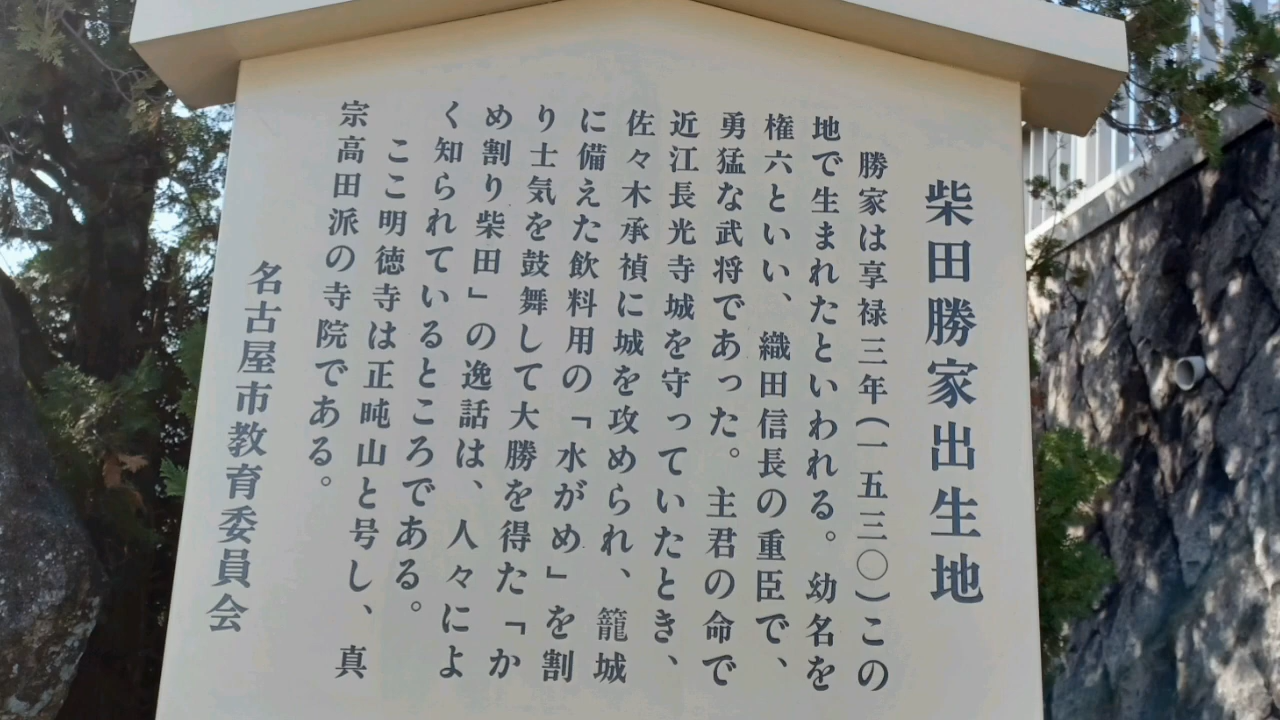 柴田勝家出生地
勝家は享禄三年(一五三〇)この
地で生まれたといわれる。幼名を
権六といい、織田信長の重臣で、
勇猛な武将であった。主君の命で
近江長光寺城を守っていたとき、
佐々木承禎に城を攻められ、籠城
に備えた飲料用の「水がめ」を割
り士気を鼓舞して大勝を得た「か
め割り柴田」の逸話は、人々によ
く知られているところである。
ここ明徳寺は正盹山と号し、真
宗高田派の寺院である。
名古屋市教育委員会